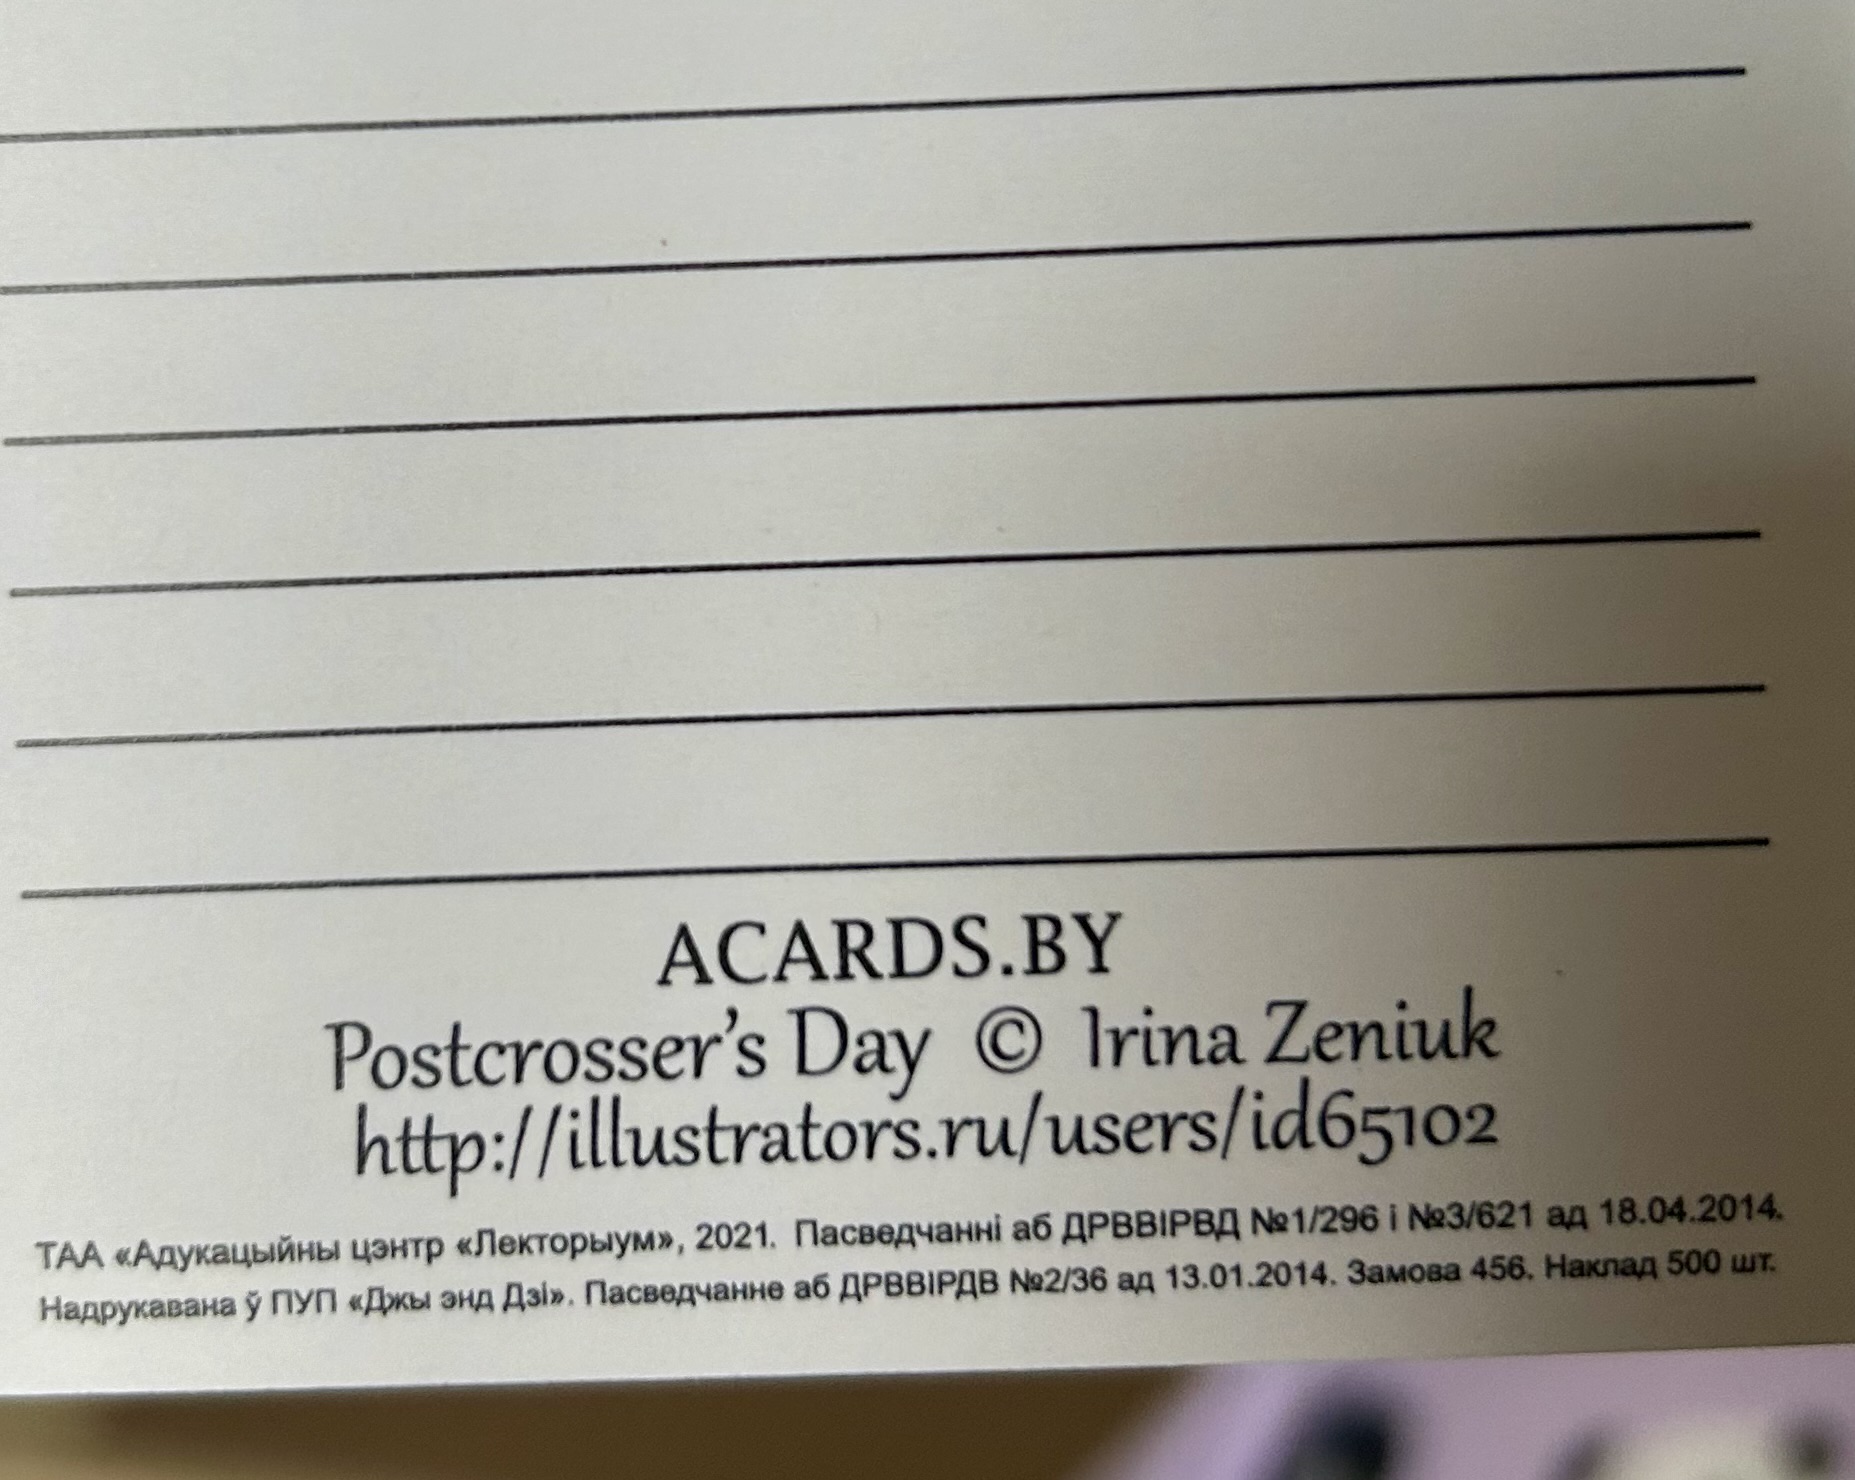 ACARDS.BY
Postcrosser's Day © Irina Zeniuk
http://illustrators.ru/users/id65102
ТАА «Адукацыйны цэнтр «Лекторыум», 2021. Пасведчанні аб ДРВВІРВД №1/296 і №3/621 ад 18.04.2014.
Надрукавана ў ПУП «Джы энд Дзі». Пасведчанне аб ДРВВІРДВ №2/36 ад 13.01.2014. Замова 456. Наклад 500 шт.